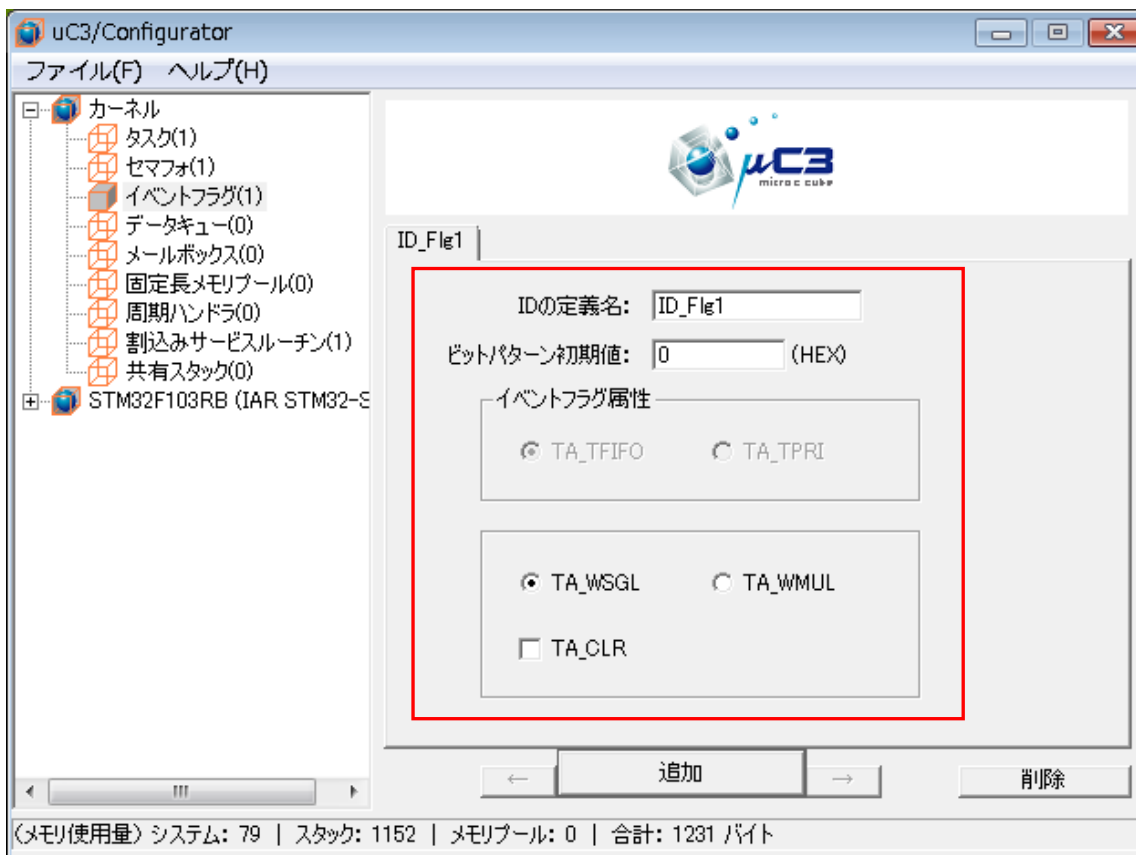 uC3/Configurator
ファイル(F) ヘルプ(H)
カーネル
タスク(1)
セマフォ(1)
イベントフラグ(1)
データキュー(0)
メールボックス(0)
固定長メモリプール(0)
周期ハンドラ(0)
割込みサービスルーチン(1)
共有スタック(0)
STM32F103RB (IAR STM32-S
μC3
micro c cube
ID_Flg1
IDの定義名: ID_Flg1
ビットパターン初期値: 0 (HEX)
イベントフラグ属性
TA_TFIFO TA_TPRI
TA_WSGL TA_WMUL
TA_CLR
← 追加 → 削除
(メモリ使用量) システム: 79 | スタック: 1152 | メモリプール: 0 | 合計: 1231 バイト